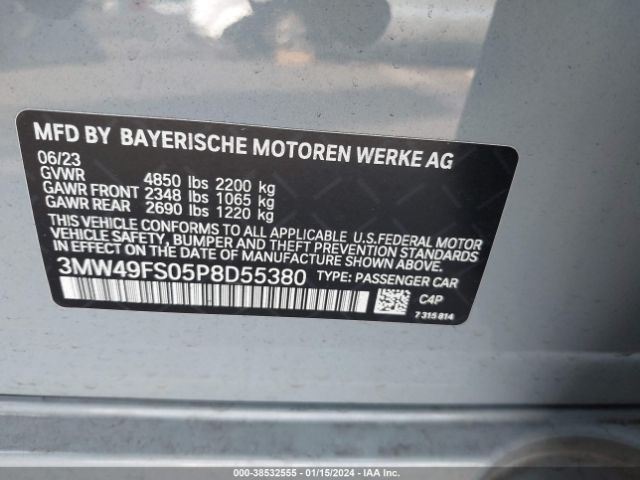 MFD BY BAYERISCHE MOTOREN WERKE AG
06/23
GVWR 4850 lbs 2200 kg
GAWR FRONT 2348 lbs 1065 kg
GAWR REAR 2690 lbs 1220 kg
THIS VEHICLE CONFORMS TO ALL APPLICABLE U.S.FEDERAL MOTOR
VEHICLE SAFETY, BUMPER AND THEFT PREVENTION STANDARDS
IN EFFECT ON THE DATE OF MANUFACTURE SHOWN ABOVE.
3MW49FS05P8D55380 TYPE: PASSENGER CAR
C4P
7 315 814
000-38532555 - 01/15/2024 - IAA Inc.